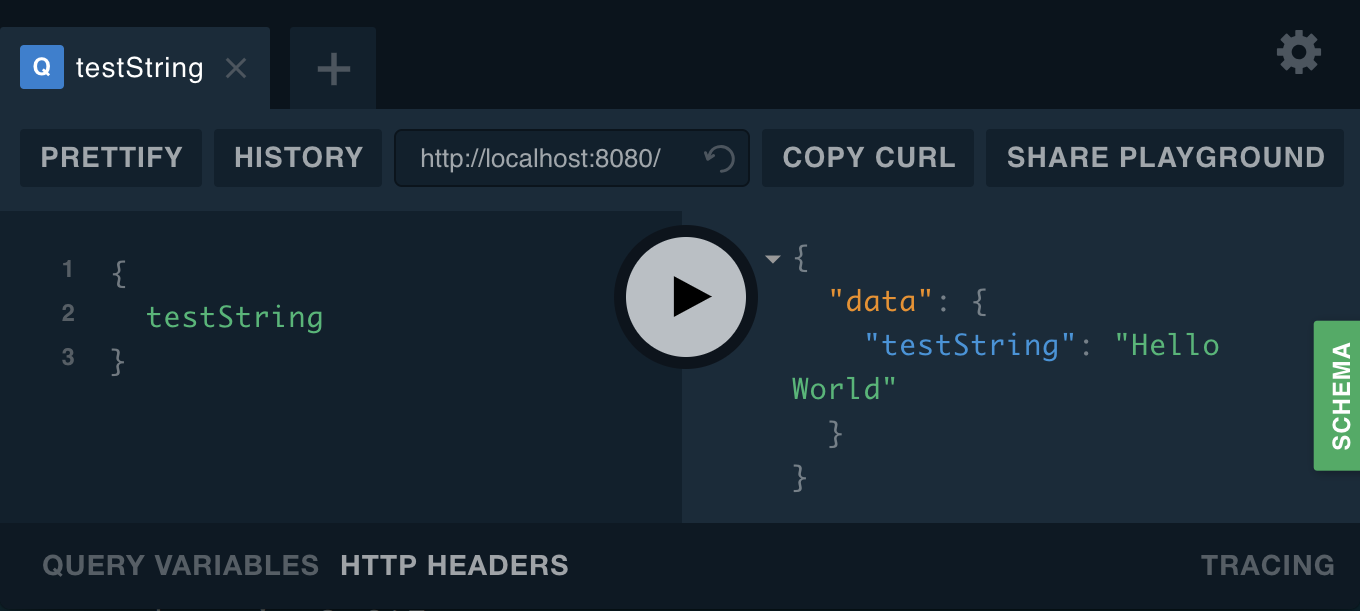 Q testString
PRETTIFY HISTORY http://localhost:8080/ COPY CURL SHARE PLAYGROUND
1 {
2 testString
3 }
{
"data": {
"testString": "Hello
World"
}
}
SCHEMA
QUERY VARIABLES HTTP HEADERS TRACING